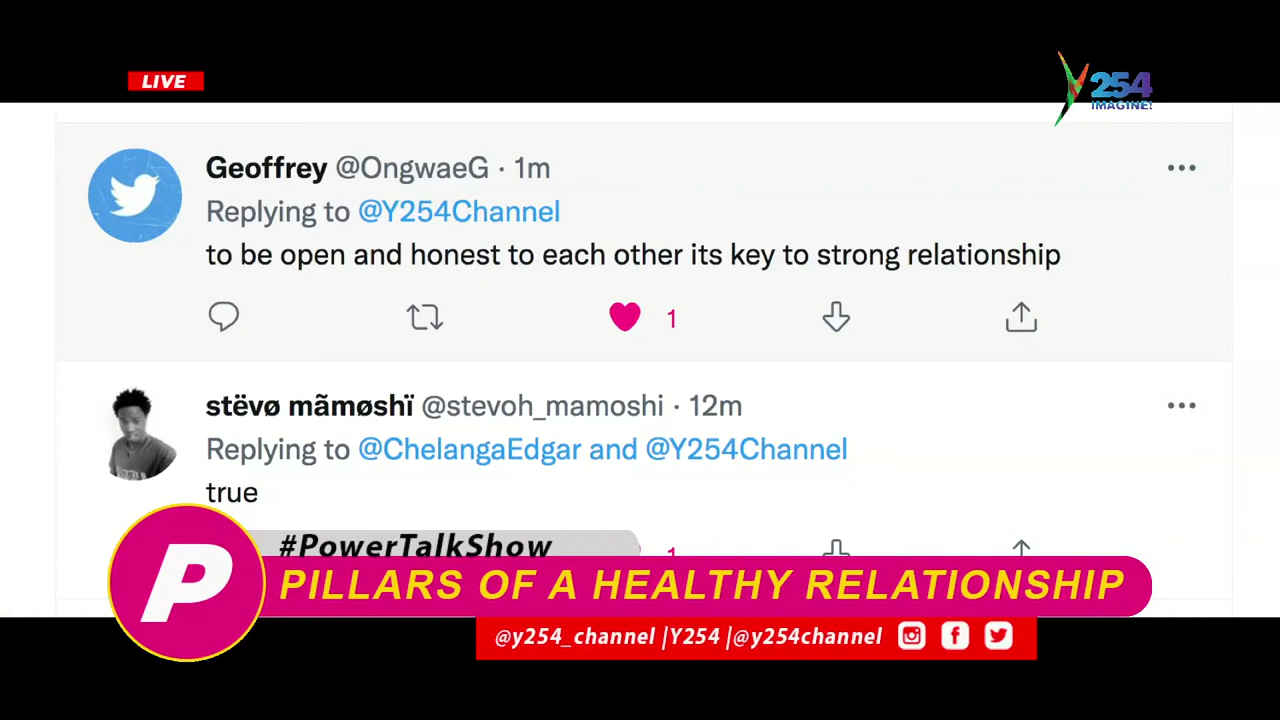 LIVE
254
IMAGINE!
Geoffrey @OngwaeG · 1m
Replying to @Y254Channel
to be open and honest to each other its key to strong relationship
1
stëvø mãmøshï @stevoh_mamoshi · 12m
Replying to @ChelangaEdgar and @Y254Channel
true
1
#PowerTalkShow
P
PILLARS OF A HEALTHY RELATIONSHIP
@y254_channel |Y254 |@y254channel